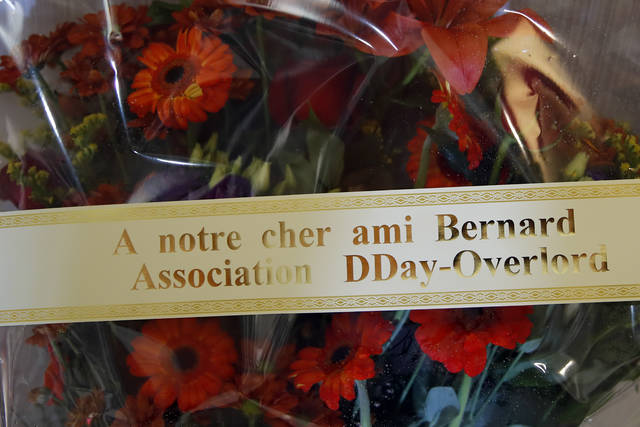 A notre cher ami Bernard
Association DDay-Overlord